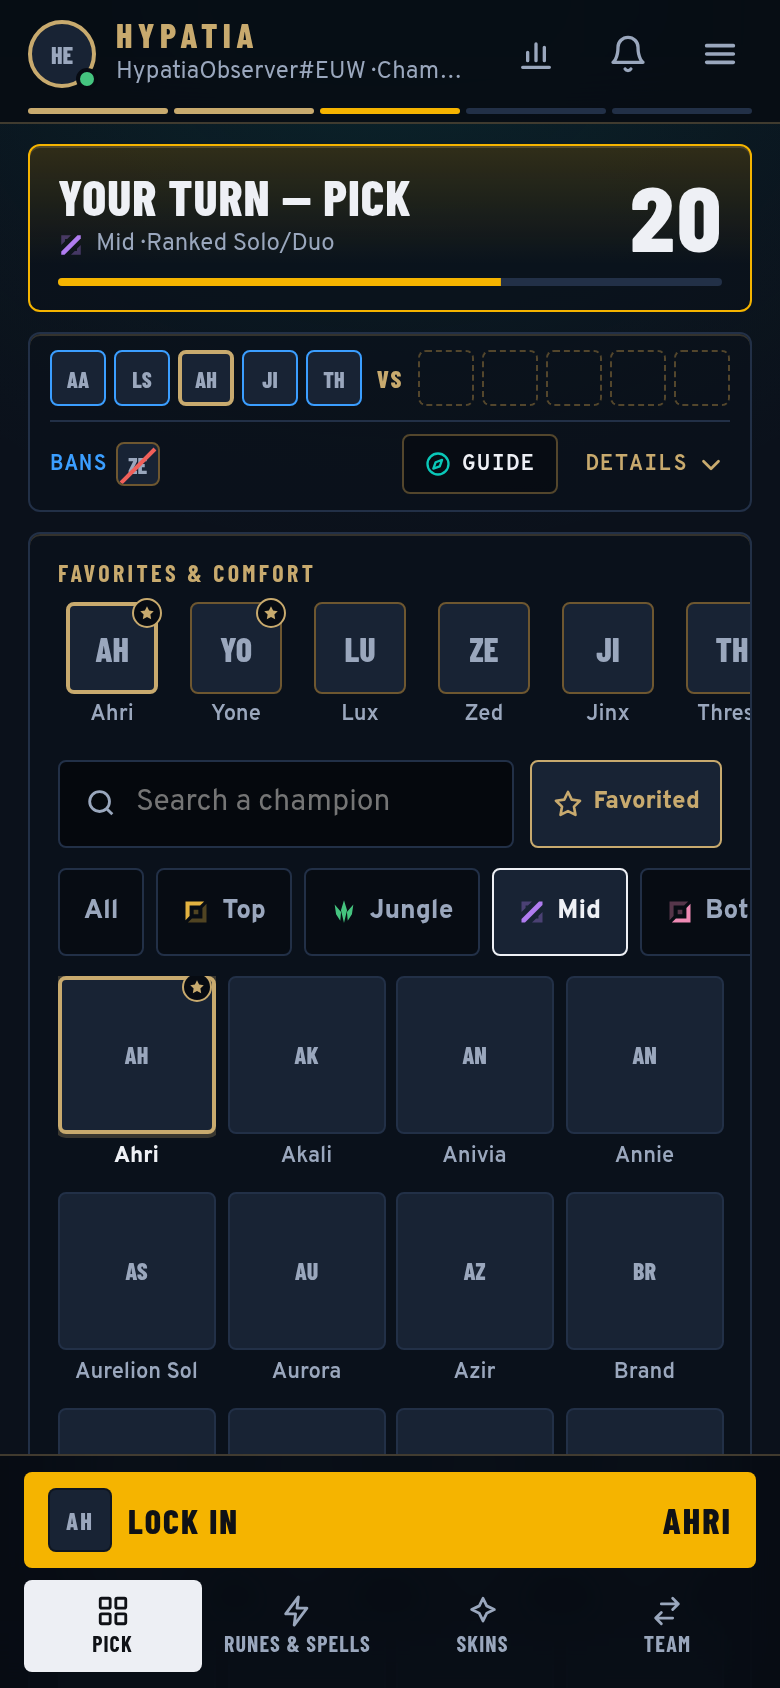 HE
HYPATIA
HypatiaObserver#EUW ·Cham...
YOUR TURN – PICK
20
Mid ·Ranked Solo/Duo
AA LS AH JI TH VS
BANS ZE GUIDE DETAILS
FAVORITES & COMFORT
AH YO LU ZE JI TH
Ahri Yone Lux Zed Jinx Thres
Search a champion Favorited
All Top Jungle Mid Bot
AH AK AN AN
Ahri Akali Anivia Annie
AS AU AZ BR
Aurelion Sol Aurora Azir Brand
AH LOCK IN AHRI
PICK RUNES & SPELLS SKINS TEAM